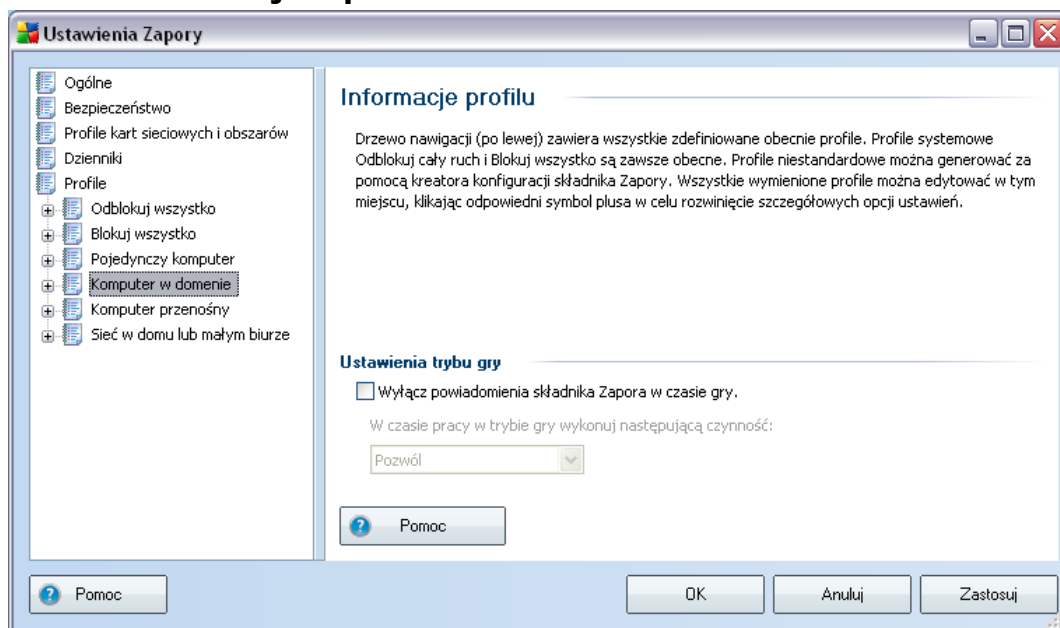 Ustawienia Zapory
Ogólne
Bezpieczeństwo
Profile kart sieciowych i obszarów
Dzienniki
Profile
Odblokuj wszystko
Blokuj wszystko
Pojedynczy komputer
Komputer w domenie
Komputer przenośny
Sieć w domu lub małym biurze
Informacje profilu
Drzewo nawigacji (po lewej) zawiera wszystkie zdefiniowane obecnie profile. Profile systemowe
Odblokuj cały ruch i Blokuj wszystko są zawsze obecne. Profile niestandardowe można generować za
pomocą kreatora konfiguracji składnika Zapory. Wszystkie wymienione profile można edytować w tym
miejscu, klikając odpowiedni symbol plusa w celu rozwinięcie szczegółowych opcji ustawień.
Ustawienia trybu gry
Wyłącz powiadomienia składnika Zapora w czasie gry.
W czasie pracy w trybie gry wykonuj następującą czynność:
Pozwól
Pomoc
Pomoc
OK
Anuluj
Zastosuj